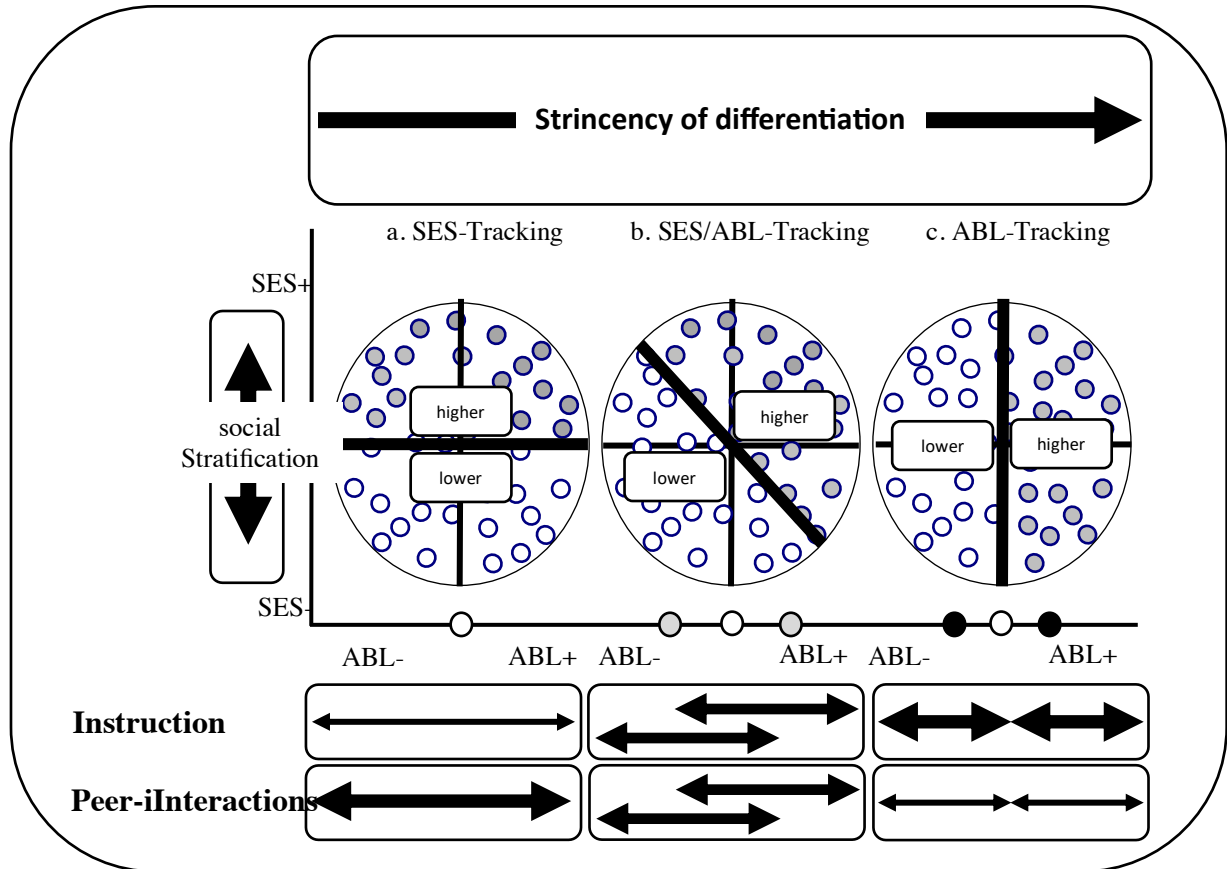 Strincency of differentiation
a. SES-Tracking
b. SES/ABL-Tracking
c. ABL-Tracking
SES+
higher
higher
social
Stratification
lower
higher
lower
lower
SES-
ABL-
ABL+
ABL-
ABL+
ABL-
ABL+
Instruction
Peer-iInteractions